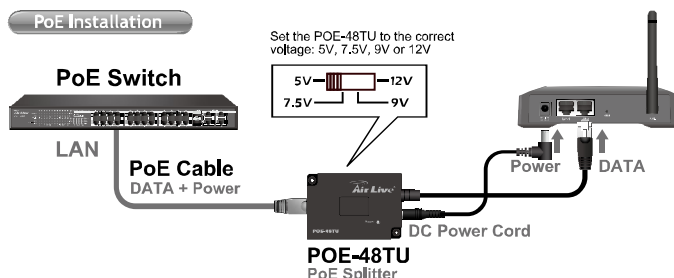 PoE Installation
Set the POE-48TU to the correct
voltage: 5V, 7.5V, 9V or 12V
5V
12V
7.5V
9V
PoE Switch
LAN
PoE Cable
DATA + Power
Air Live
POE-48TU
Power
DATA
DC Power Cord
POE-48TU
PoE Splitter